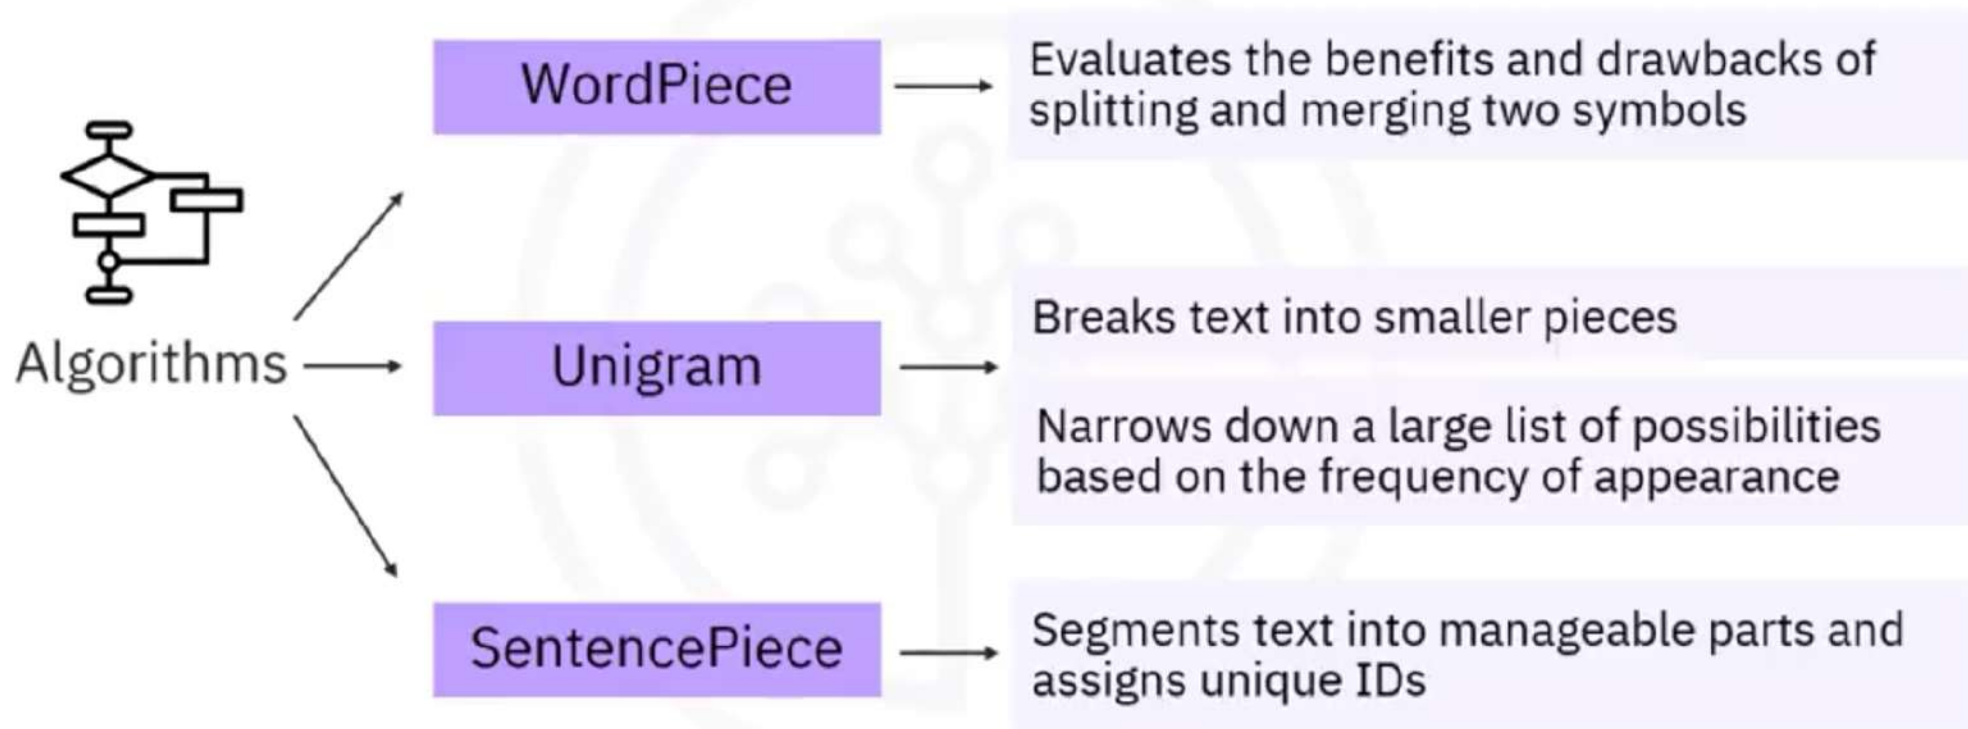 WordPiece
Evaluates the benefits and drawbacks of
splitting and merging two symbols
Algorithms
Unigram
Breaks text into smaller pieces
Narrows down a large list of possibilities
based on the frequency of appearance
SentencePiece
Segments text into manageable parts and
assigns unique IDs